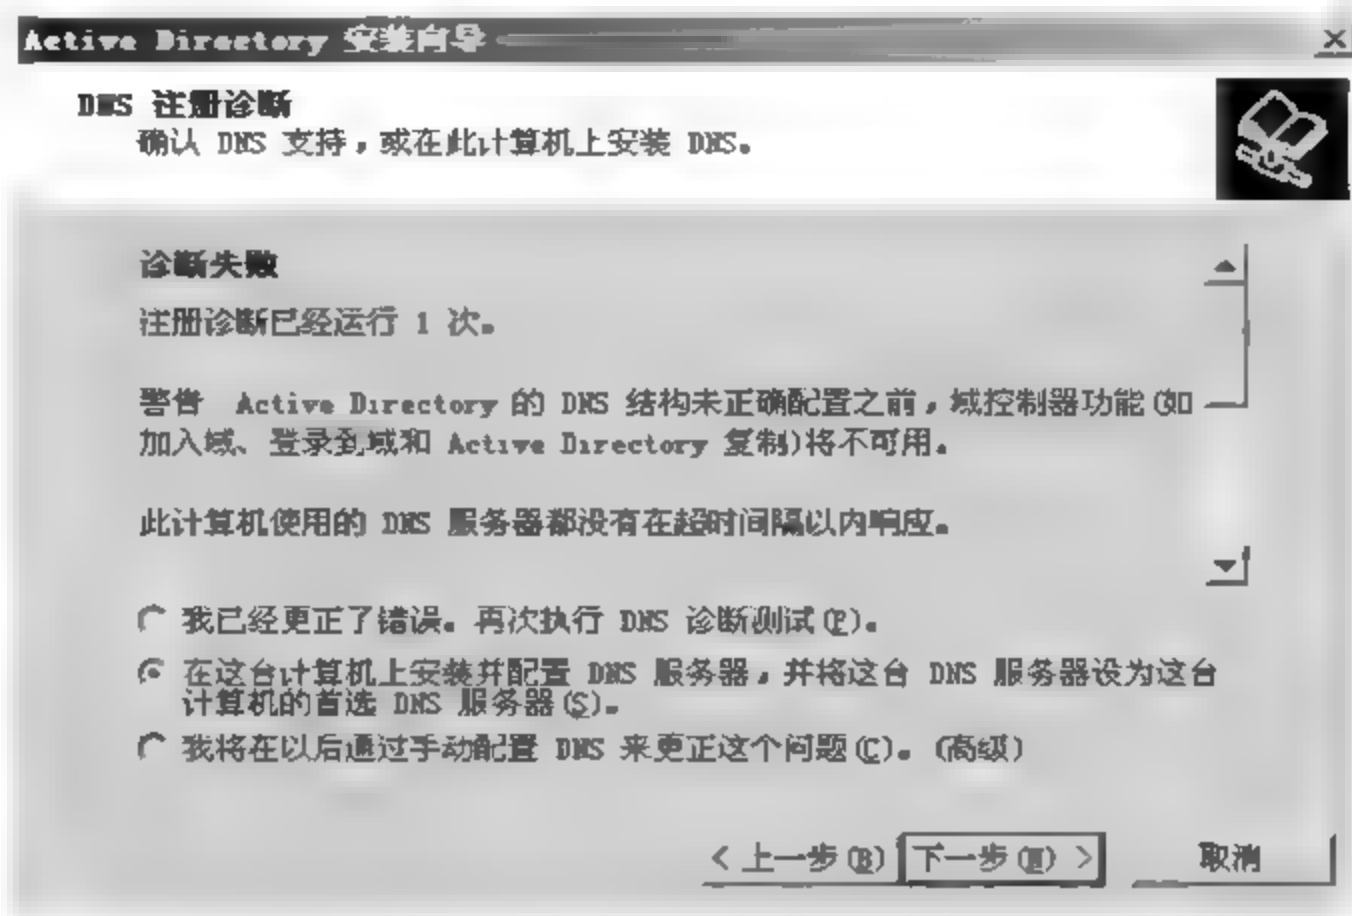 Active Directory 安装向导
DNS 注册诊断
确认 DNS 支持，或在此计算机上安装 DNS。
诊断失败
注册诊断已经运行 1 次。
警告 Active Directory 的 DNS 结构未正确配置之前，域控制器功能(如
加入域、登录到域和 Active Directory 复制)将不可用。
此计算机使用的 DNS 服务器都没有在超时间隔以内响应。
我已经更正了错误。再次执行 DNS 诊断测试(P)。
在这台计算机上安装并配置 DNS 服务器，并将这台 DNS 服务器设为这台
计算机的首选 DNS 服务器(S)。
我将在以后通过手动配置 DNS 来更正这个问题(C)。(高级)
< 上一步(B) 下一步(N) > 取消